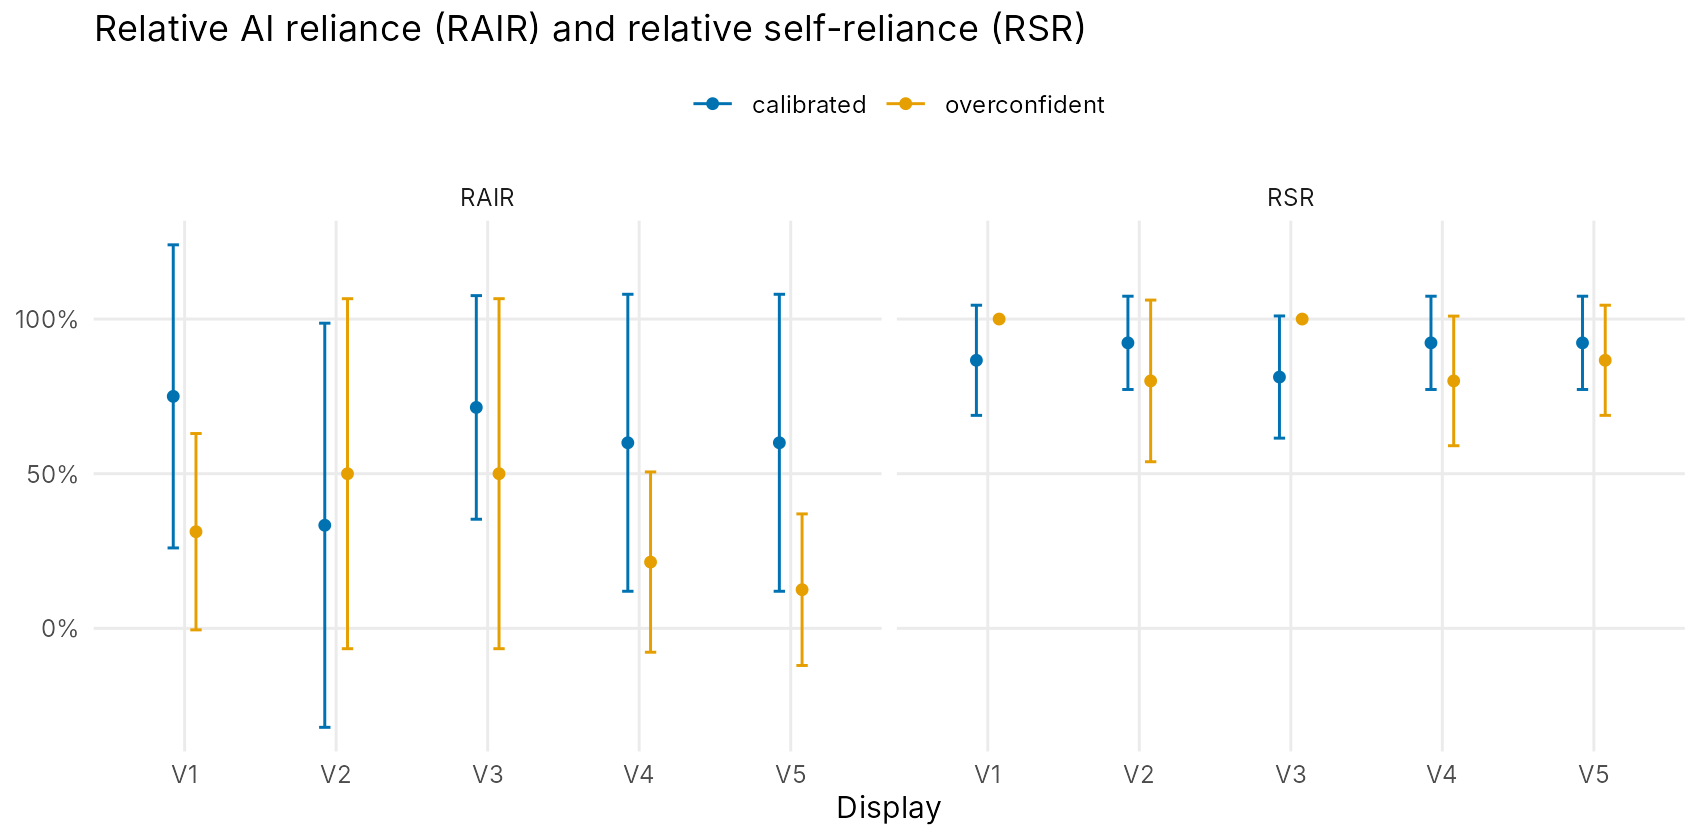 Relative AI reliance (RAIR) and relative self-reliance (RSR)
calibrated overconfident
RAIR RSR
100%
50%
0%
V1 V2 V3 V4 V5 V1 V2 V3 V4 V5
Display